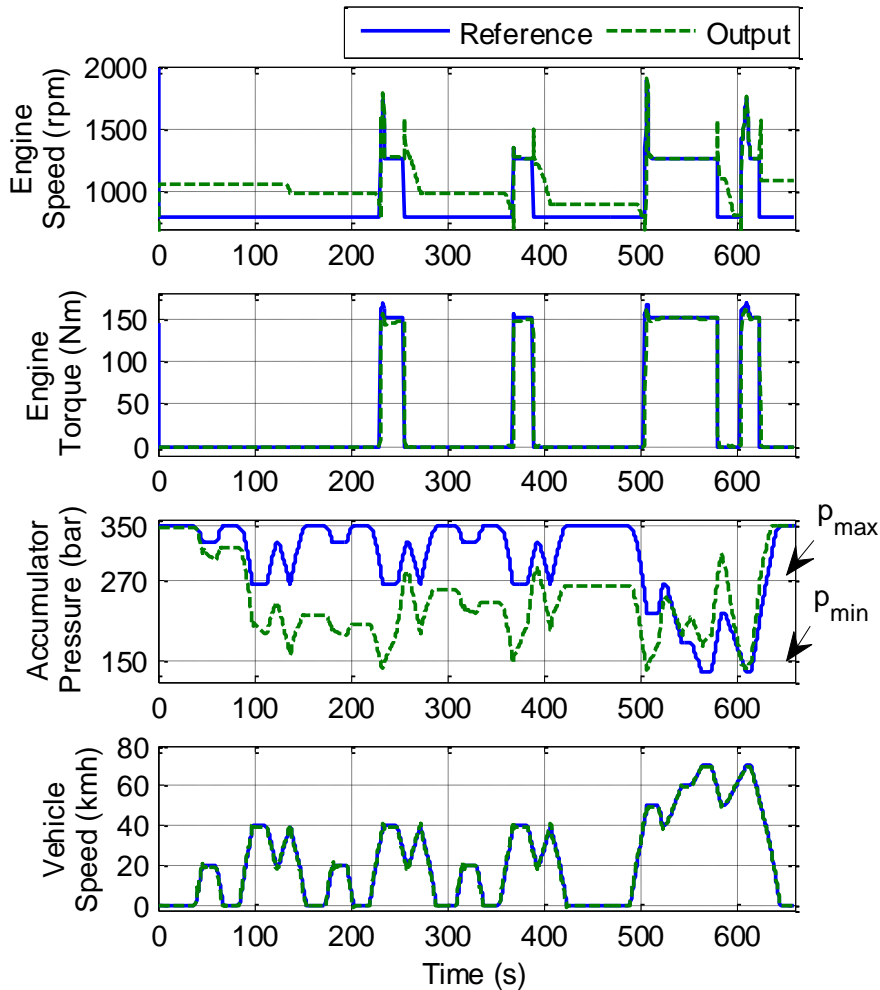 Reference Output
Engine
Speed (rpm)
2000
1500
1000
0 100 200 300 400 500 600
Engine
Torque (Nm)
150
100
50
0
0 100 200 300 400 500 600
Accumulator
Pressure (bar)
350
270
150
pmax
pmin
0 100 200 300 400 500 600
Vehicle
Speed (kmh)
80
60
40
20
0
0 100 200 300 400 500 600
Time (s)